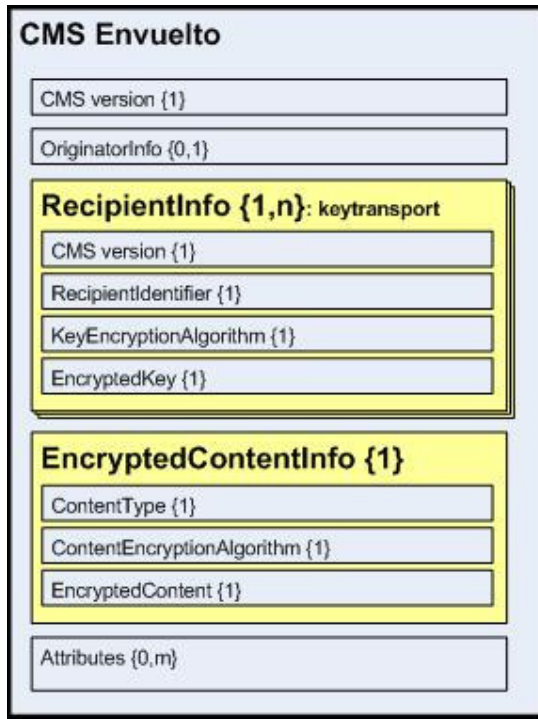 CMS Envuelto
CMS version {1}
OriginatorInfo {0,1}
RecipientInfo {1,n}: keytransport
CMS version {1}
RecipientIdentifier {1}
KeyEncryptionAlgorithm {1}
EncryptedKey {1}
EncryptedContentInfo {1}
ContentType {1}
ContentEncryptionAlgorithm {1}
EncryptedContent {1}
Attributes {0,m}